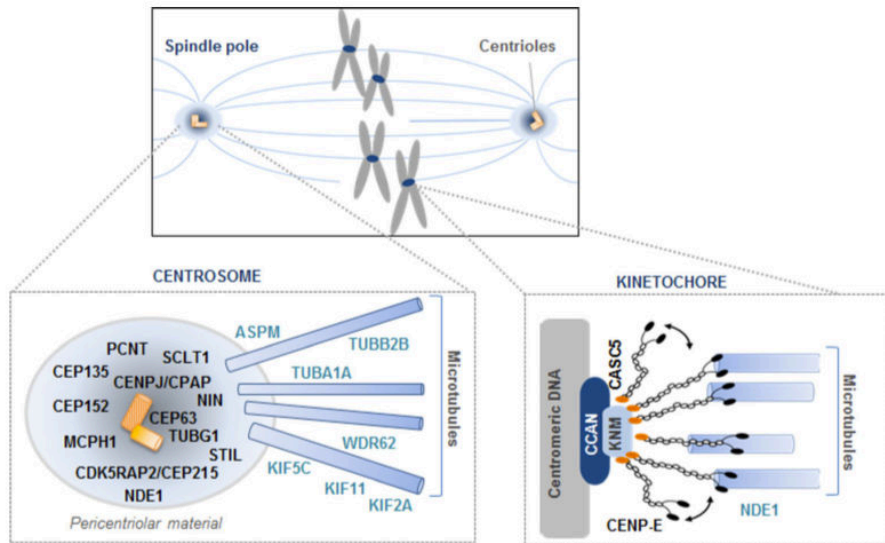 Spindle pole
Centrioles
CENTROSOME
PCNT
SCLT1
CEP135
CENPJ/CPAP
NIN
CEP152
CEP63
MCPH1
TUBG1
STIL
CDK5RAP2/CEP215
NDE1
Pericentriolar material
ASPM
TUBB2B
TUBA1A
WDR62
KIF5C
KIF11
KIF2A
Microtubules
KINETOCHORE
Centromeric DNA
CCAN
KNM
CASC5
CENP-E
NDE1
Microtubules